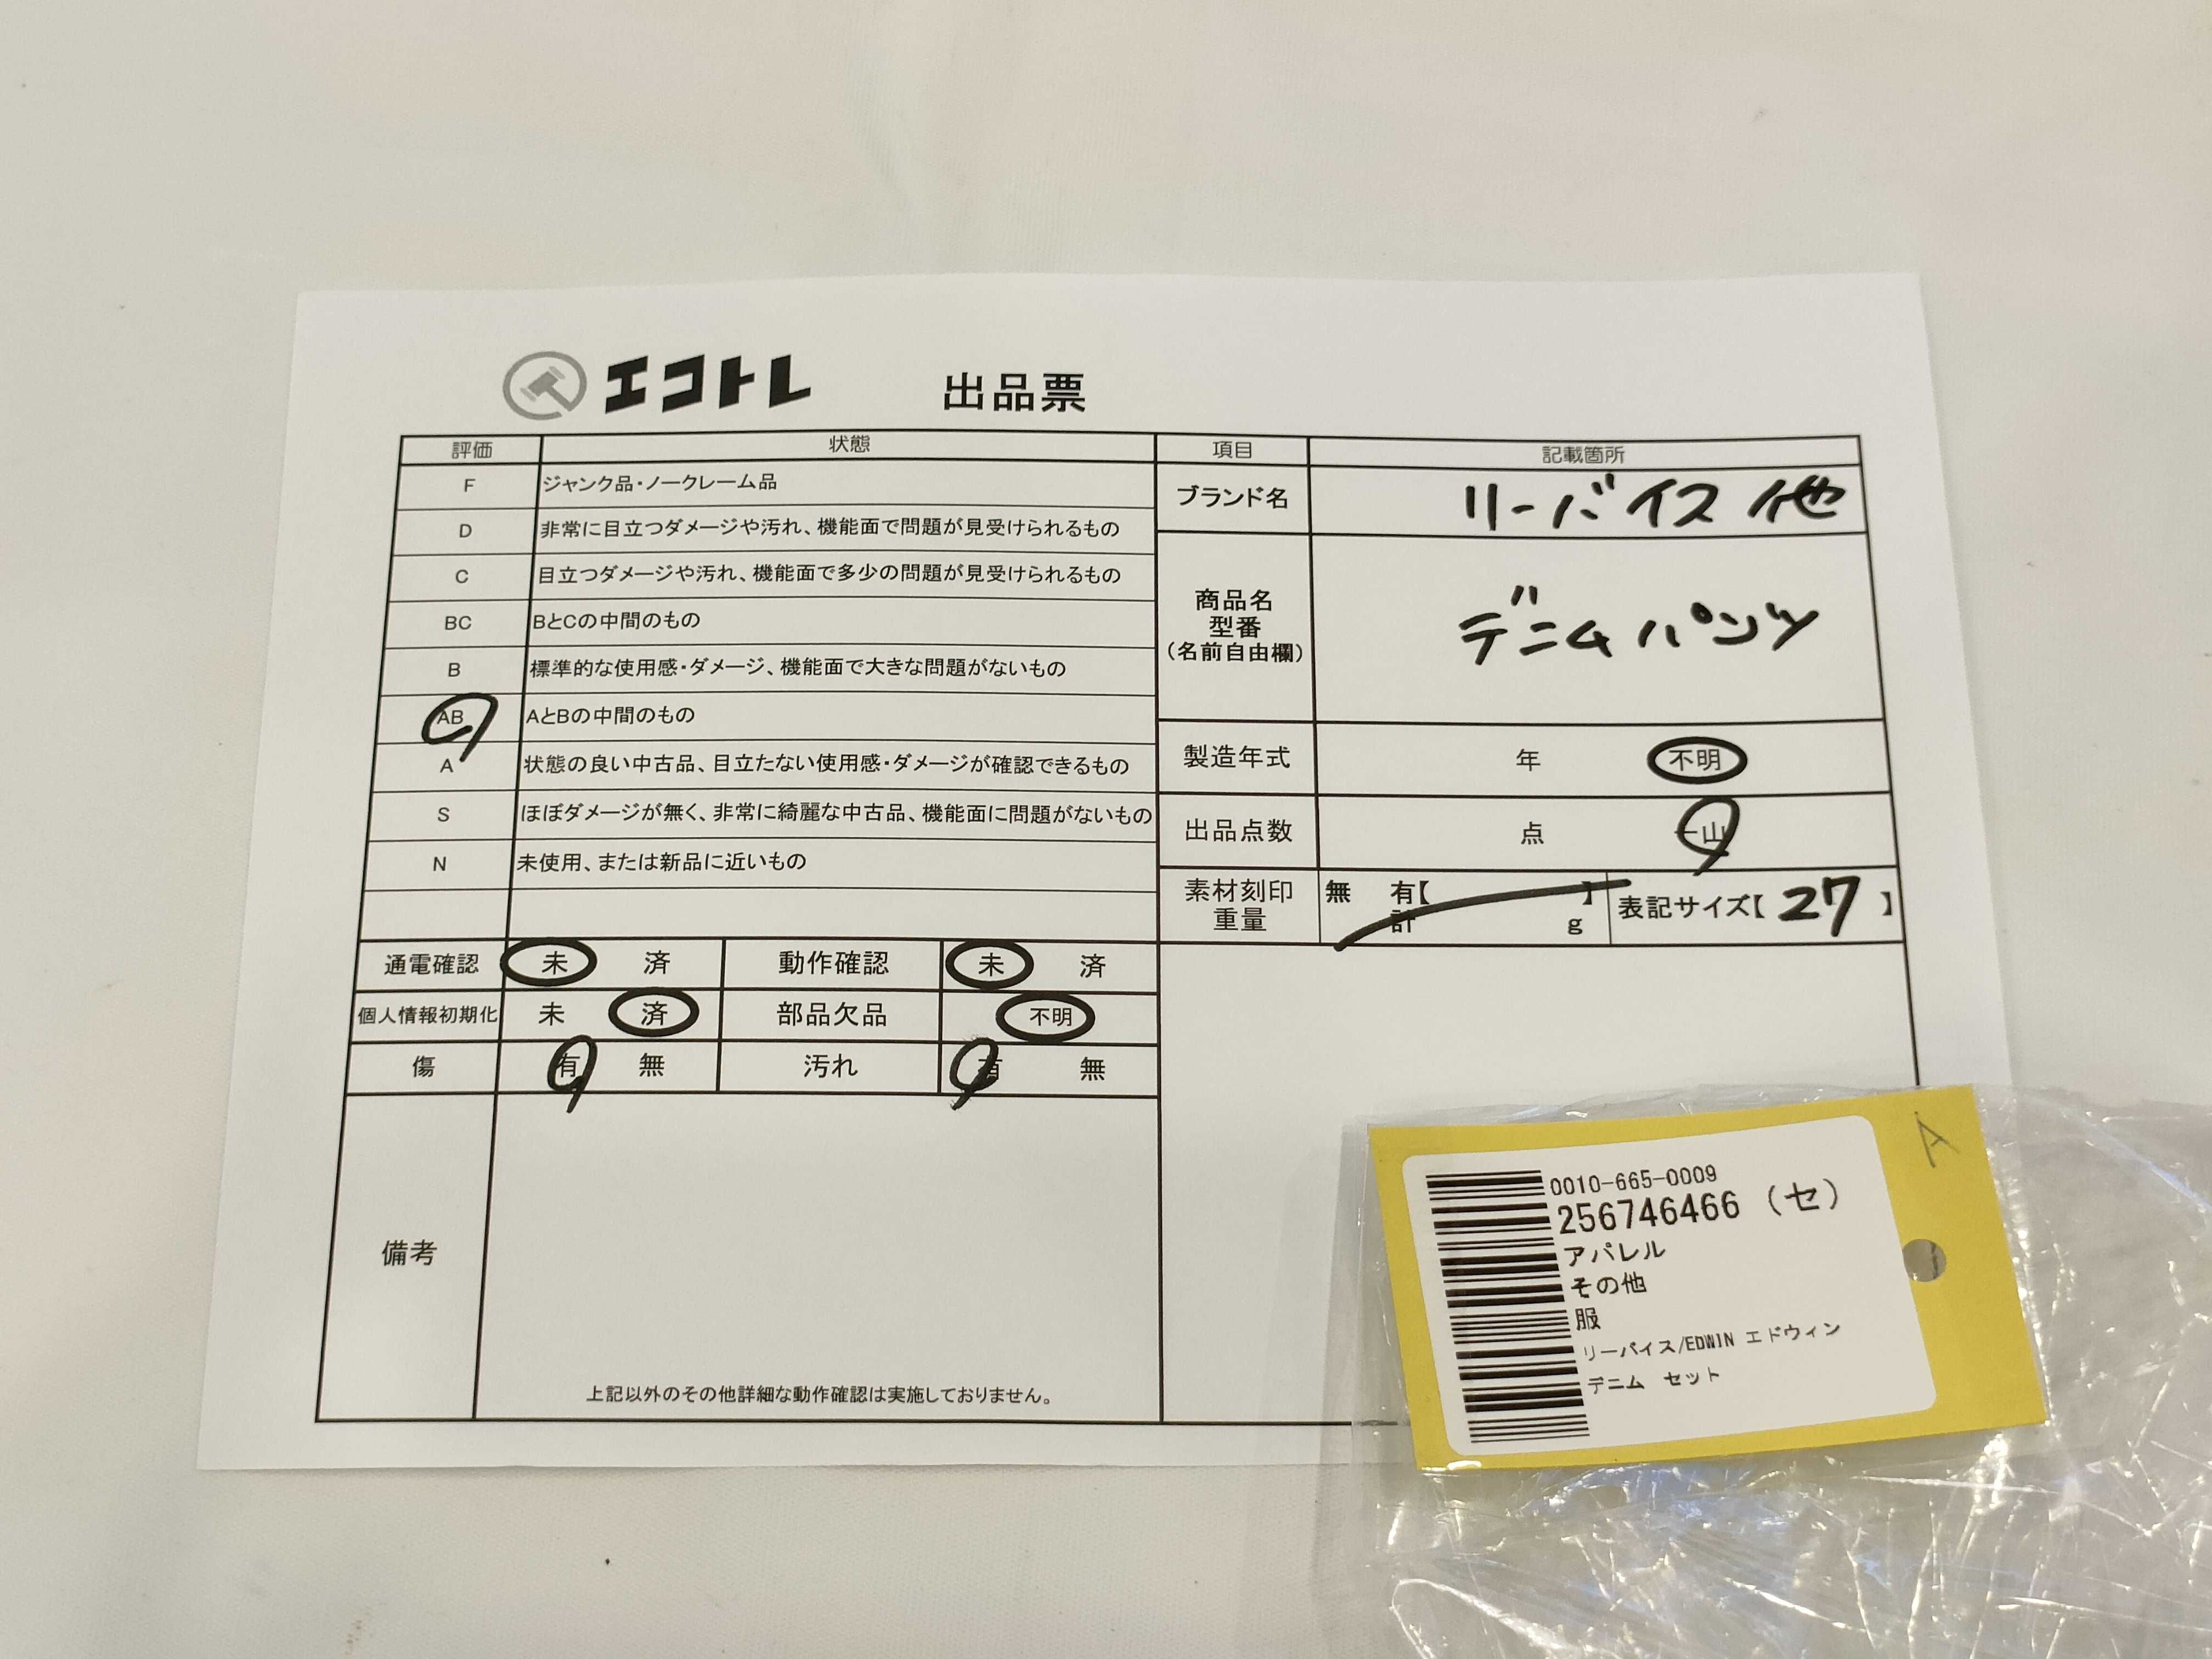 エコトレ 出品票
評価 状態 項目 記載箇所
F ジャンク品・ノークレーム品
D 非常に目立つダメージや汚れ、機能面で問題が見受けられるもの
C 目立つダメージや汚れ、機能面で多少の問題が見受けられるもの
BC BとCの中間のもの
B 標準的な使用感・ダメージ、機能面で大きな問題がないもの
AB AとBの中間のもの
A 状態の良い中古品、目立たない使用感・ダメージが確認できるもの
S ほぼダメージが無く、非常に綺麗な中古品、機能面に問題がないもの
N 未使用、または新品に近いもの
ブランド名 リーバイス 他
商品名
型番
(名前自由欄)
デニムパンツ
製造年式 年 不明
出品点数 点 一山
素材刻印 無 有【 】
重量 計 g
表記サイズ【 27 】
通電確認 未 済 動作確認 未 済
個人情報初期化 未 済 部品欠品 不明
傷 有 無 汚れ 有 無
備考
上記以外のその他詳細な動作確認は実施しておりません。
A
0010-665-0009
256746466 (セ)
アパレル
その他
服
リーバイス/EDWIN エドウィン
デニム セット